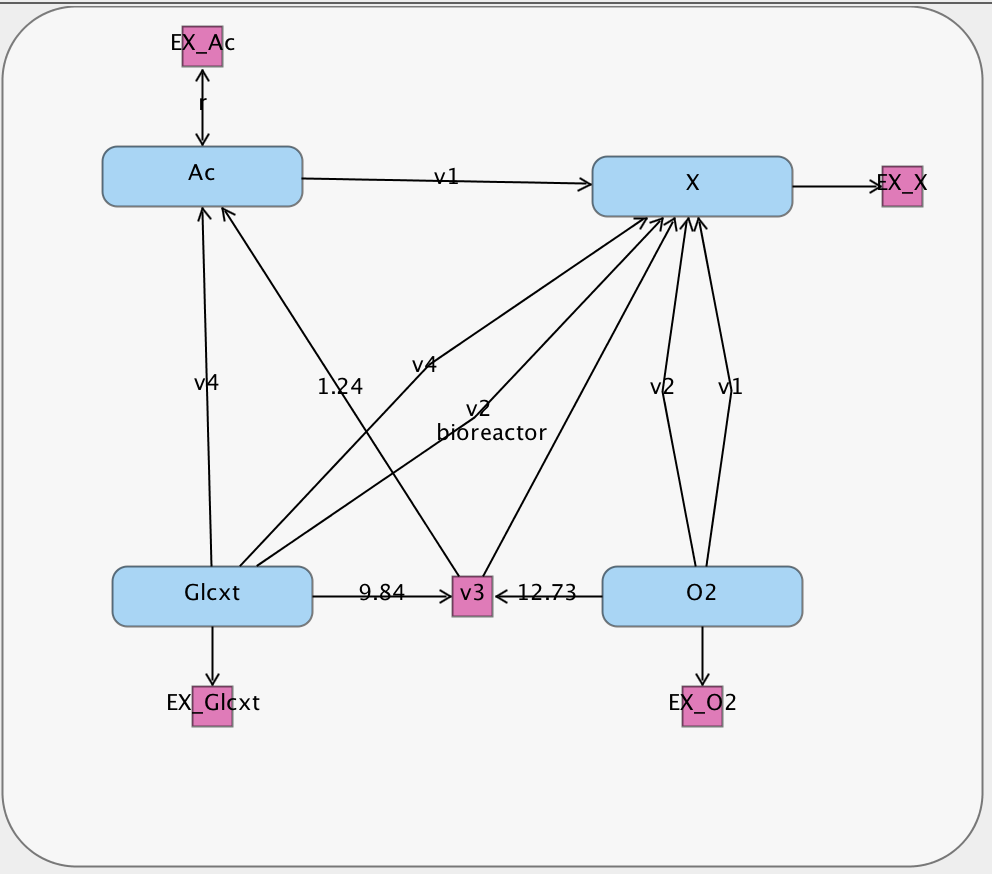 EX_Ac
r
Ac
v1
X
EX_X
v4
v4
1.24
v2
v1
v2
bioreactor
Glcxt
9.84
v3
12.73
O2
EX_Glcxt
EX_O2